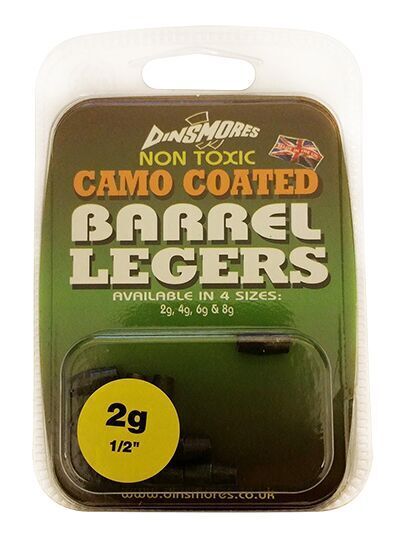 DINSMORES
NON TOXIC
CAMO COATED
BARREL
LEGERS
AVAILABLE IN 4 SIZES:
2g, 4g, 6g & 8g
2g
1/2"
www.dinsmores.co.uk